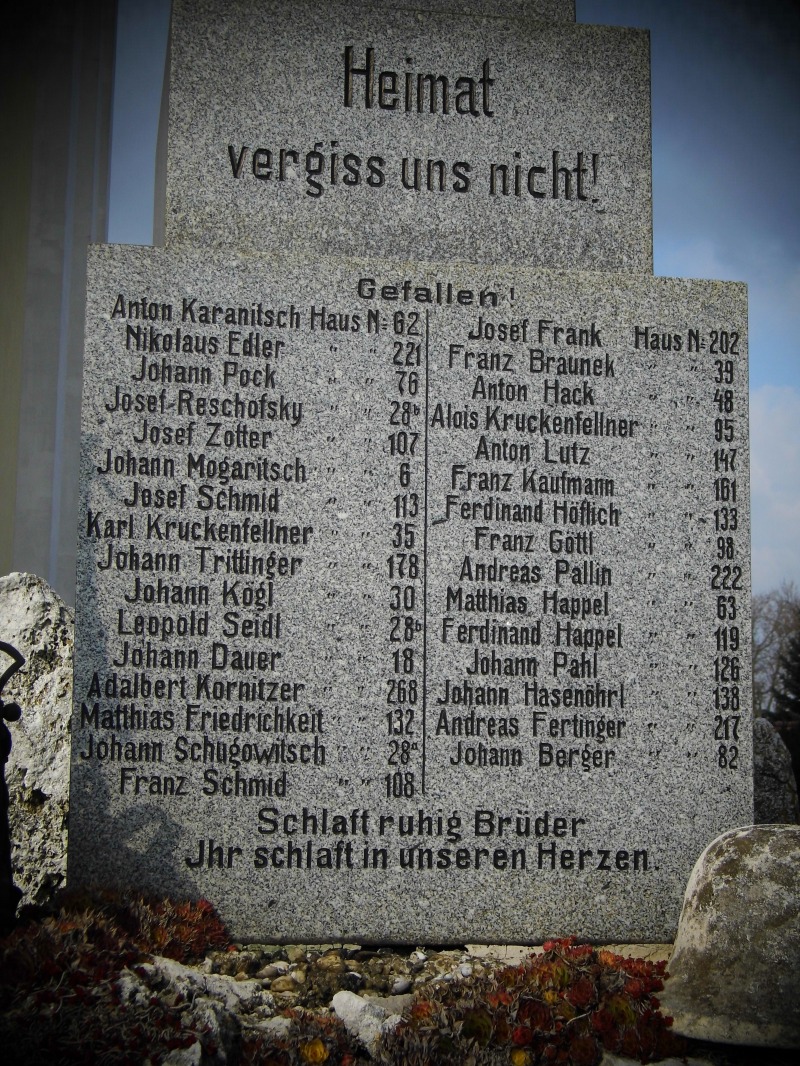 Heimat
vergiss uns nicht!
Gefallen!
Anton Karanitsch Haus No 62
Nikolaus Edler " " 221
Johann Pock " " 76
Josef Reschofsky " " 28b
Josef Zotter " " 107
Johann Mogaritsch " " 6
Josef Schmid " " 113
Karl Kruckenfellner " " 35
Johann Trittinger " " 178
Johann Kögl " " 30
Leopold Seidl " " 28b
Johann Dauer " " 18
Adalbert Kornitzer " " 268
Matthias Friedrichkeit " " 132
Johann Schugowitsch " " 28a
Franz Schmid " " 108
Josef Frank Haus No 202
Franz Braunek " " 39
Anton Hack " " 48
Alois Kruckenfellner " " 95
Anton Lutz " " 147
Franz Kaufmann " " 161
Ferdinand Höflich " " 133
Franz Göttl " " 98
Andreas Pallin " " 222
Matthias Happel " " 63
Ferdinand Happel " " 119
Johann Pahl " " 126
Johann Hasenöhrl " " 138
Andreas Fertinger " " 217
Johann Berger " " 82
Schlaft ruhig Brüder
Jhr schlaft in unseren Herzen.